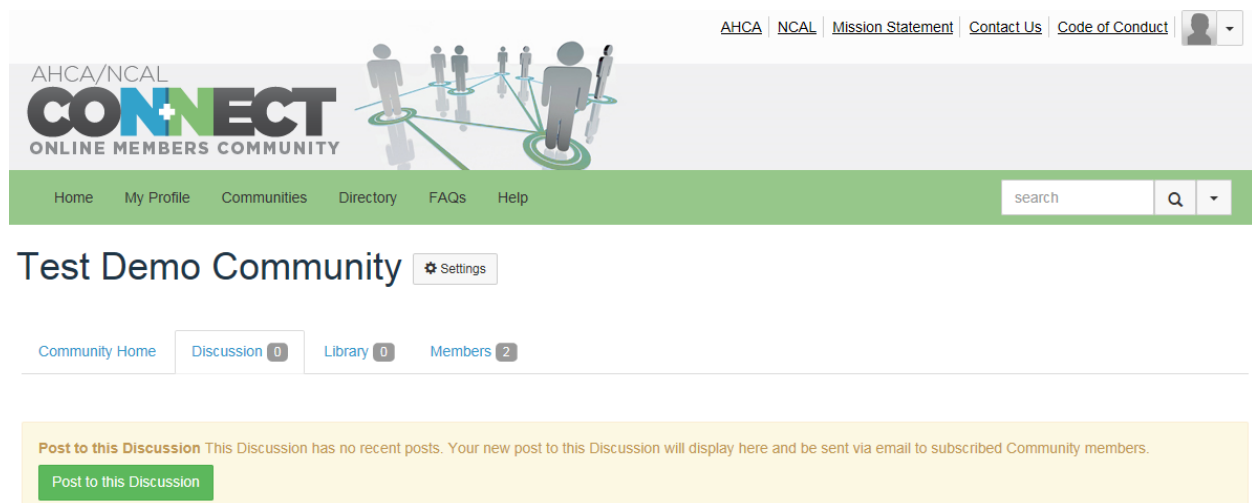 AHCA NCAL Mission Statement Contact Us Code of Conduct
AHCA/NCAL
CONNECT
ONLINE MEMBERS COMMUNITY
Home My Profile Communities Directory FAQs Help search
Test Demo Community Settings
Community Home Discussion 0 Library 0 Members 2
Post to this Discussion This Discussion has no recent posts. Your new post to this Discussion will display here and be sent via email to subscribed Community members.
Post to this Discussion